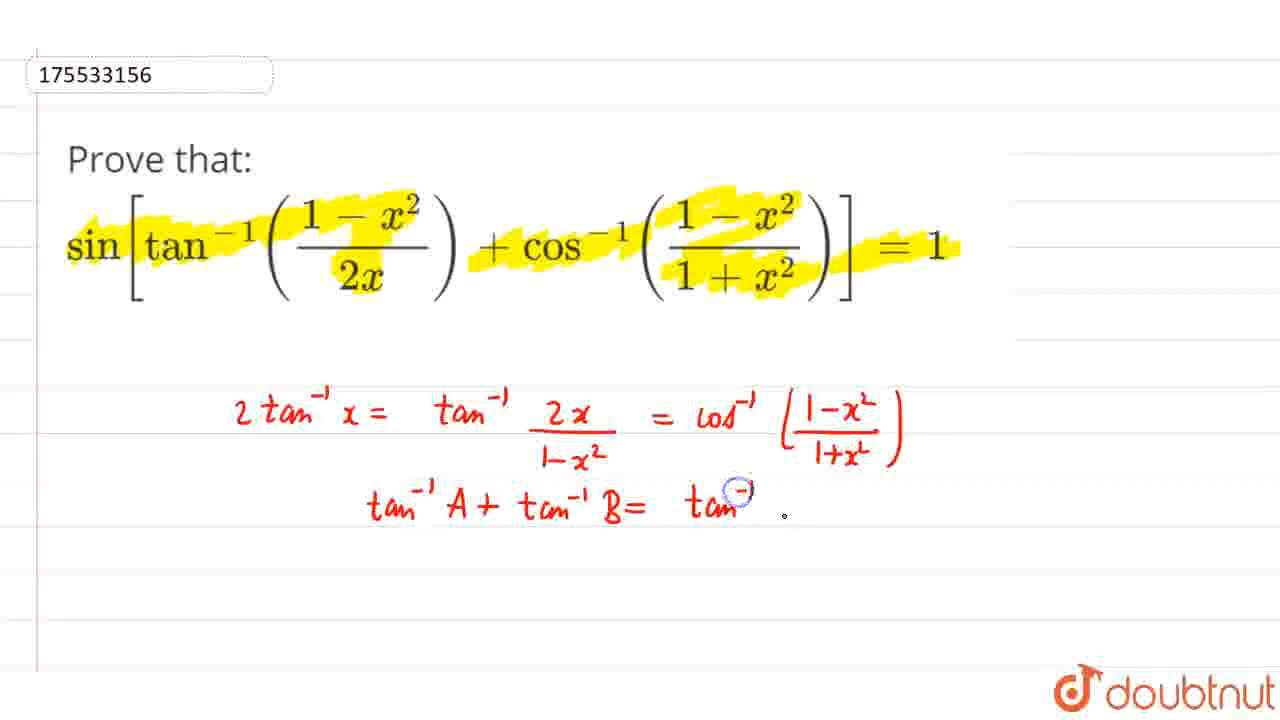 175533156
Prove that:
sin[tan⁻¹((1 − x²)/(2x)) + cos⁻¹((1 − x²)/(1 + x²))] = 1
2 tan⁻¹ x = tan⁻¹ (2x)/(1−x²) = cos⁻¹ ((1−x²)/(1+x²))
tan⁻¹ A + tan⁻¹ B = tan⁻¹
doubtnut